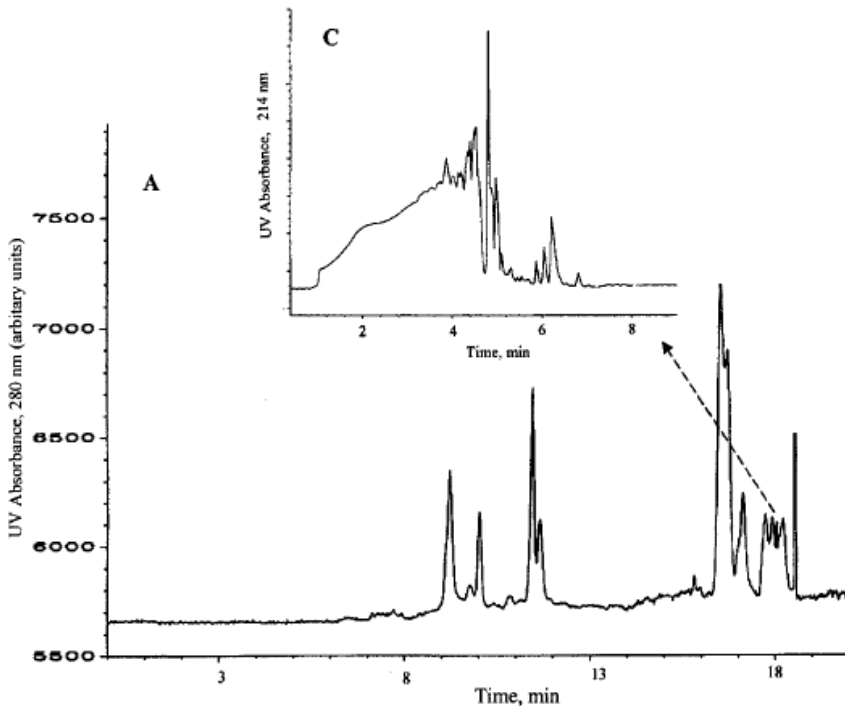 C
UV Absorbance, 214 nm
2 4 6 8
Time, min
A
UV Absorbance, 280 nm (arbitary units)
7500
7000
6500
6000
5500
3 8 13 18
Time, min